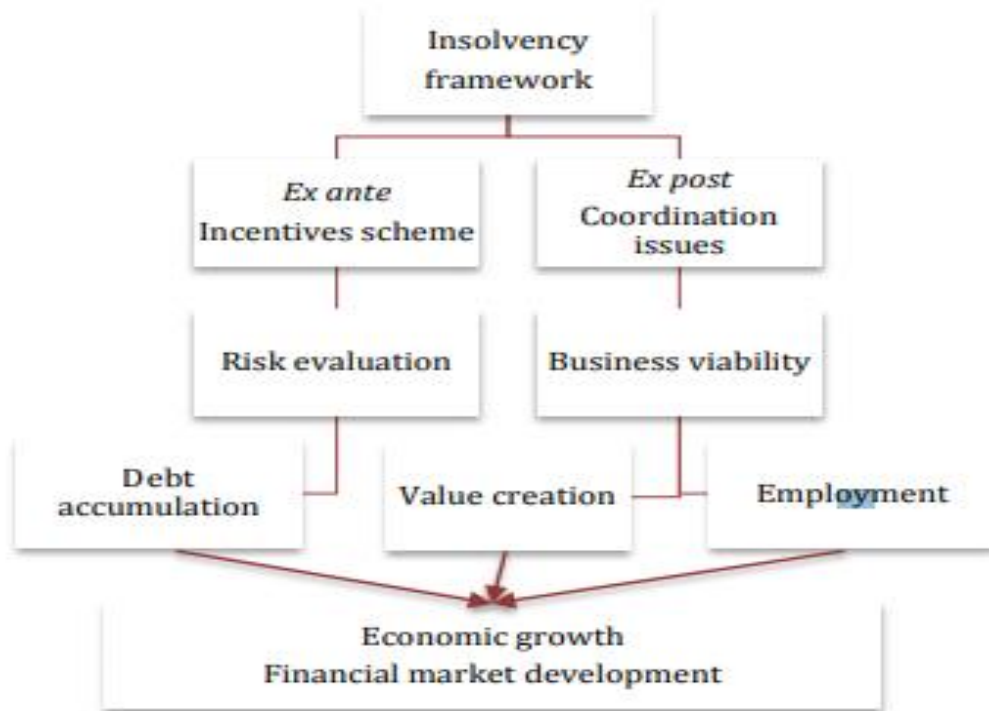 Insolvency
framework
Ex ante
Incentives scheme
Ex post
Coordination
issues
Risk evaluation
Business viability
Debt
accumulation
Value creation
Employment
Economic growth
Financial market development